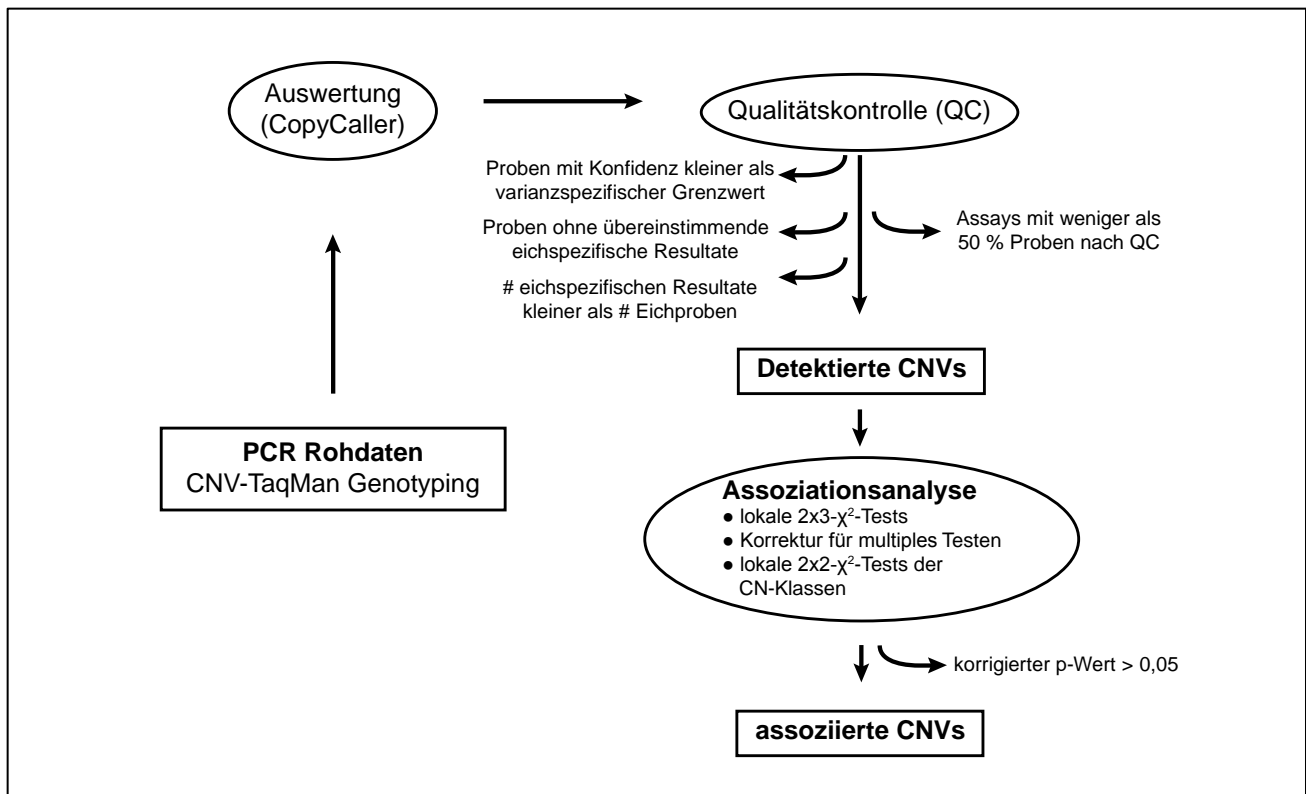 Auswertung
(CopyCaller)
Qualitätskontrolle (QC)
Proben mit Konfidenz kleiner als
varianzspezifischer Grenzwert
Proben ohne übereinstimmende
eichspezifische Resultate
# eichspezifischen Resultate
kleiner als # Eichproben
Assays mit weniger als
50 % Proben nach QC
Detektierte CNVs
PCR Rohdaten
CNV-TaqMan Genotyping
Assoziationsanalyse
● lokale 2x3-χ²-Tests
● Korrektur für multiples Testen
● lokale 2x2-χ²-Tests der
CN-Klassen
korrigierter p-Wert > 0,05
assoziierte CNVs